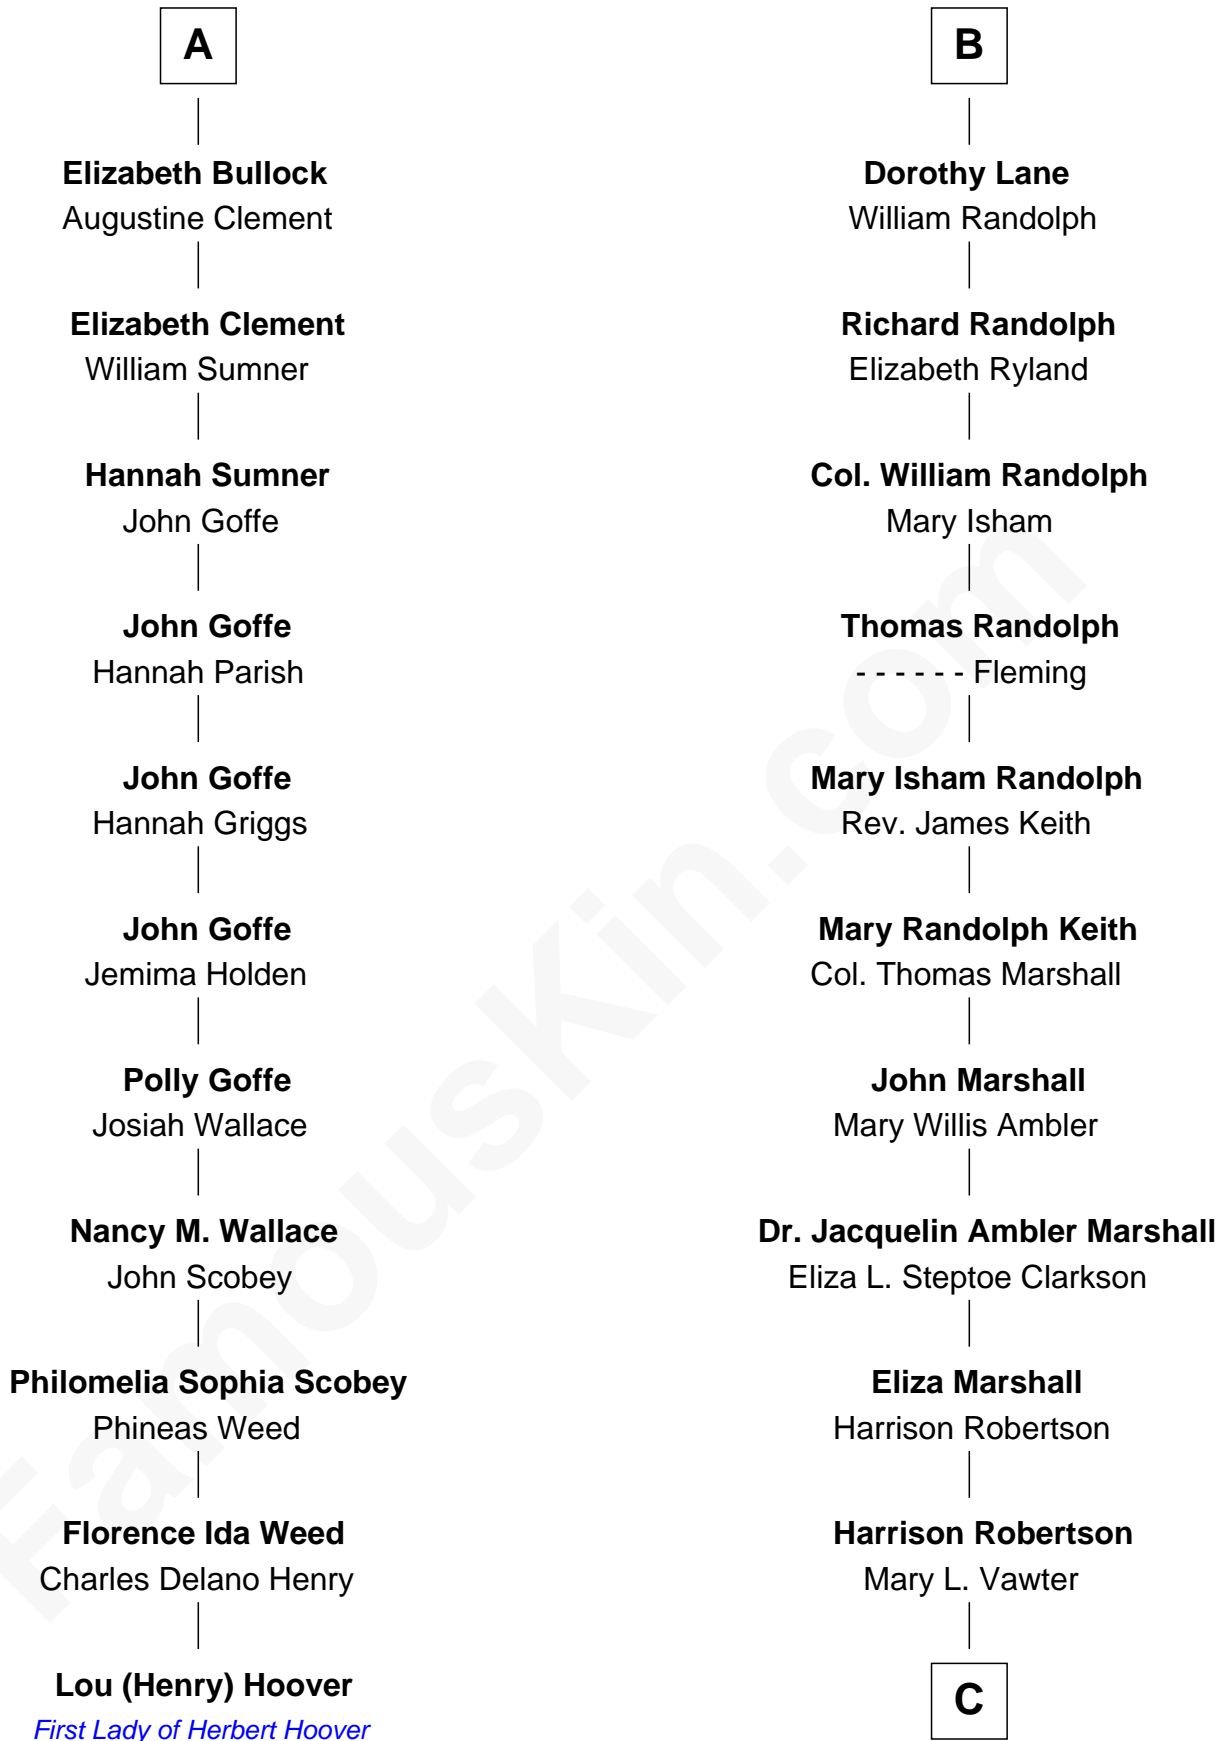 A
Elizabeth Bullock
Augustine Clement
Elizabeth Clement
William Sumner
Hannah Sumner
John Goffe
John Goffe
Hannah Parish
John Goffe
Hannah Griggs
John Goffe
Jemima Holden
Polly Goffe
Josiah Wallace
Nancy M. Wallace
John Scobey
Philomelia Sophia Scobey
Phineas Weed
Florence Ida Weed
Charles Delano Henry
Lou (Henry) Hoover
First Lady of Herbert Hoover
B
Dorothy Lane
William Randolph
Richard Randolph
Elizabeth Ryland
Col. William Randolph
Mary Isham
Thomas Randolph
- - - - - - Fleming
Mary Isham Randolph
Rev. James Keith
Mary Randolph Keith
Col. Thomas Marshall
John Marshall
Mary Willis Ambler
Dr. Jacquelin Ambler Marshall
Eliza L. Steptoe Clarkson
Eliza Marshall
Harrison Robertson
Harrison Robertson
Mary L. Vawter
C
FamousKin.com